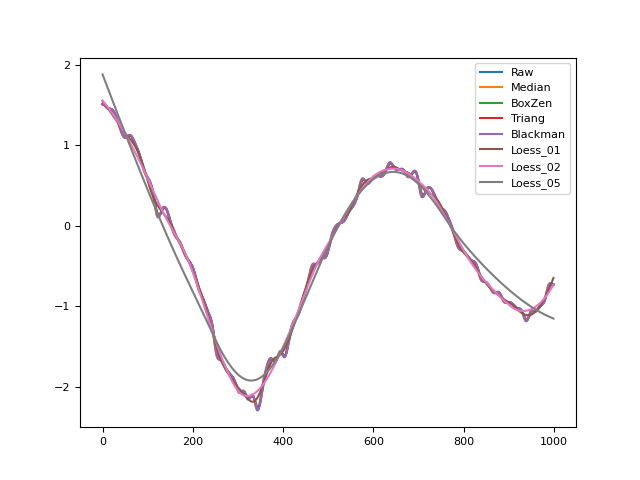 2
1
0
−1
−2
0
200
400
600
800
1000
Raw
Median
BoxZen
Triang
Blackman
Loess_01
Loess_02
Loess_05